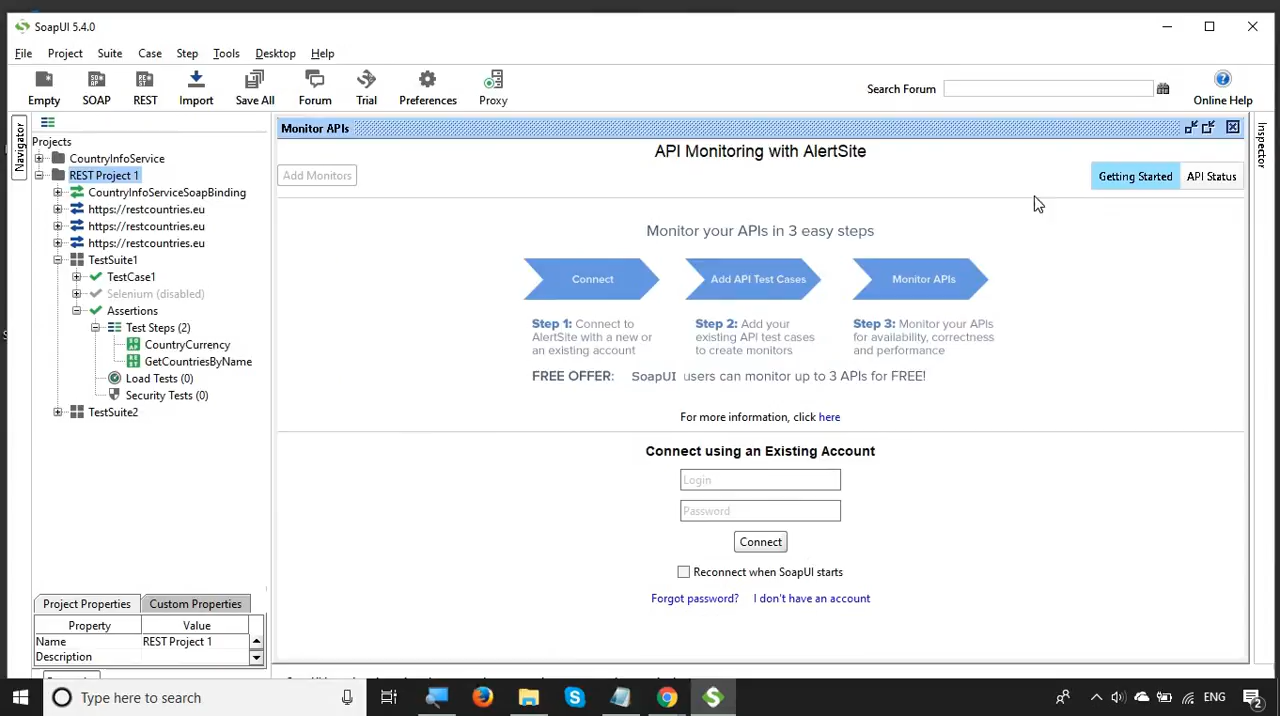 SoapUI 5.4.0
File Project Suite Case Step Tools Desktop Help
Empty SOAP REST Import Save All Forum Trial Preferences Proxy
Search Forum
Online Help
Navigator
Projects
CountryInfoService
REST Project 1
CountryInfoServiceSoapBinding
https://restcountries.eu
https://restcountries.eu
https://restcountries.eu
TestSuite1
TestCase1
Selenium (disabled)
Assertions
Test Steps (2)
CountryCurrency
GetCountriesByName
Load Tests (0)
Security Tests (0)
TestSuite2
Project Properties Custom Properties
Property Value
Name REST Project 1
Description
Monitor APIs
API Monitoring with AlertSite
Add Monitors
Getting Started API Status
Monitor your APIs in 3 easy steps
Connect
Add API Test Cases
Monitor APIs
Step 1: Connect to
AlertSite with a new or
an existing account
Step 2: Add your
existing API test cases
to create monitors
Step 3: Monitor your APIs
for availability, correctness
and performance
FREE OFFER: SoapUI users can monitor up to 3 APIs for FREE!
For more information, click here
Connect using an Existing Account
Login
Password
Connect
Reconnect when SoapUI starts
Forgot password? I don't have an account
Inspector
Type here to search
ENG
2